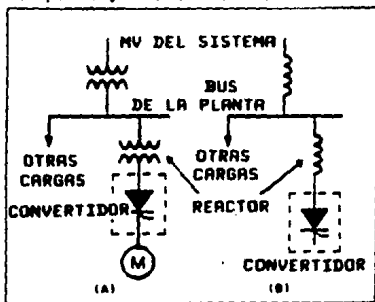 MV DEL SISTEMA
BUS
DE LA PLANTA
OTRAS
CARGAS
OTRAS
CARGAS
CONVERTIDOR
REACTOR
M
CONVERTIDOR
(A)
(B)